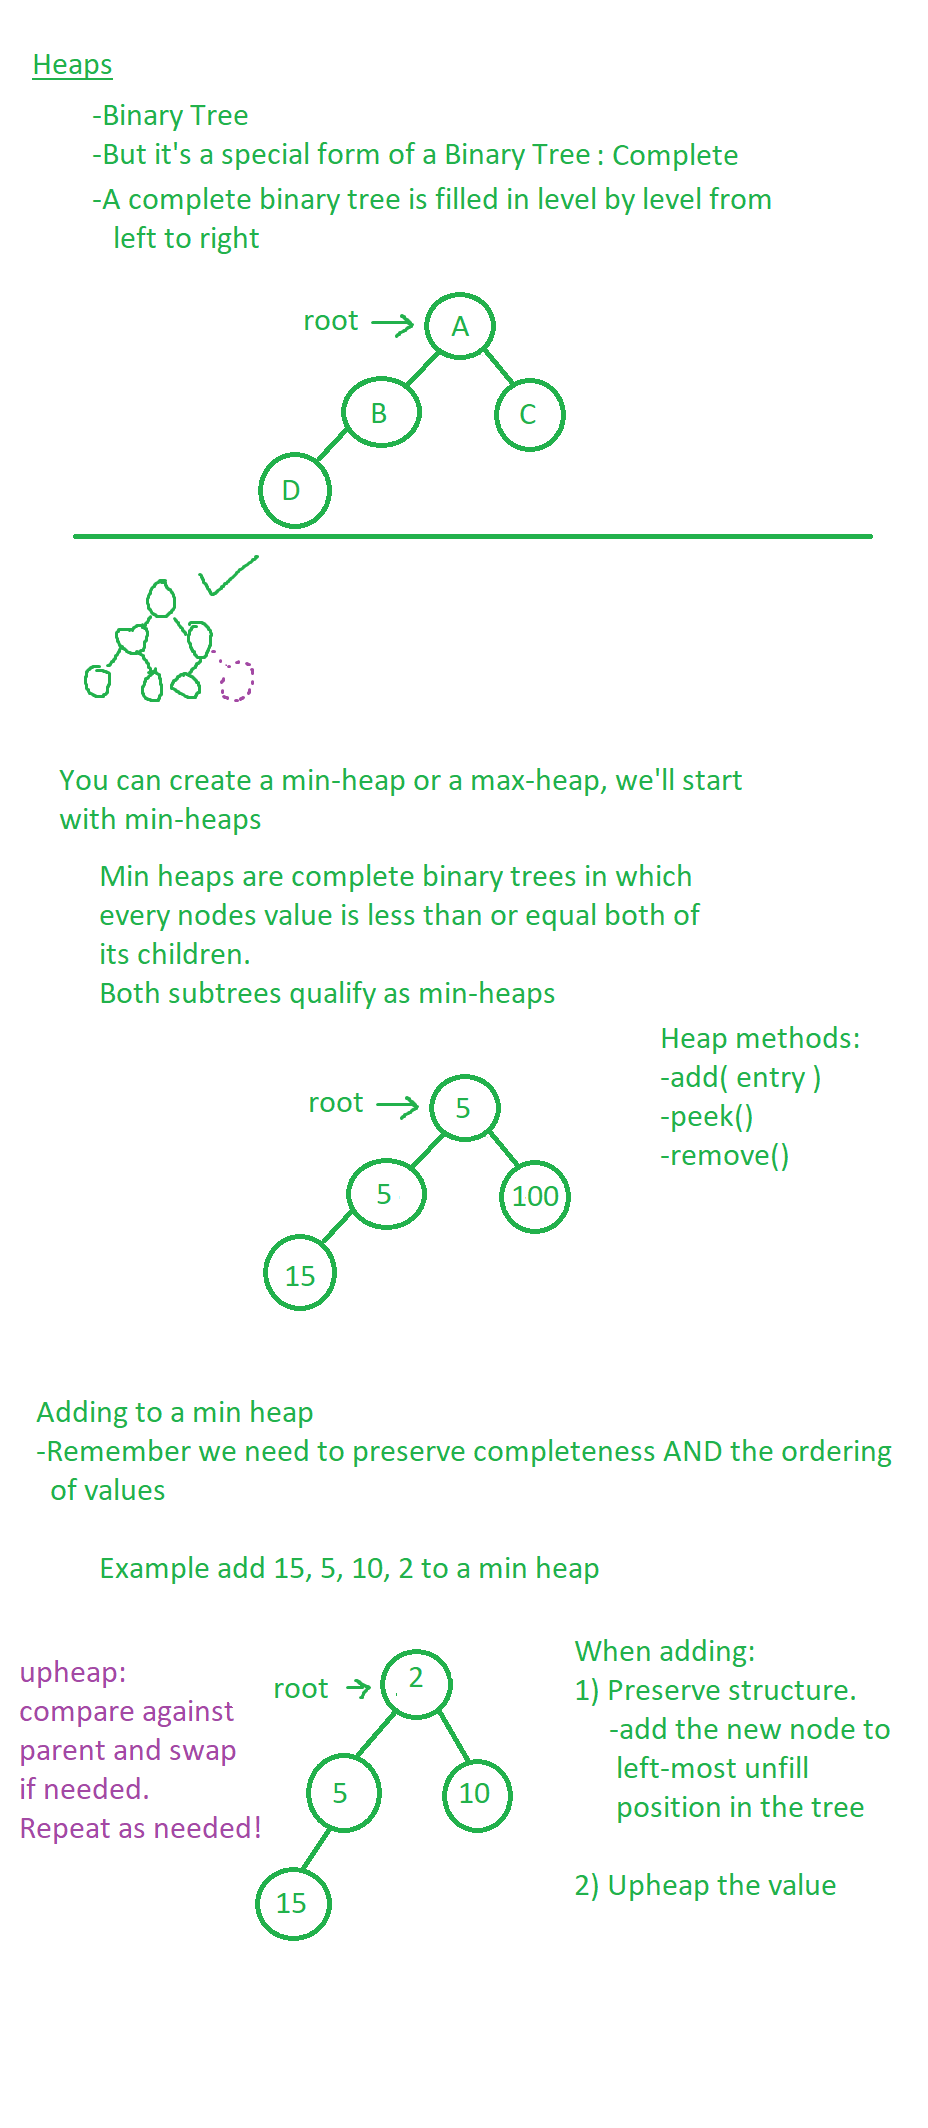 Heaps
-Binary Tree
-But it's a special form of a Binary Tree : Complete
-A complete binary tree is filled in level by level from
left to right
root
A
B
C
D
You can create a min-heap or a max-heap, we'll start
with min-heaps
Min heaps are complete binary trees in which
every nodes value is less than or equal both of
its children.
Both subtrees qualify as min-heaps
Heap methods:
-add( entry )
-peek()
-remove()
root
5
5
100
15
Adding to a min heap
-Remember we need to preserve completeness AND the ordering
of values
Example add 15, 5, 10, 2 to a min heap
upheap:
compare against
parent and swap
if needed.
Repeat as needed!
root
2
5
10
15
When adding:
1) Preserve structure.
-add the new node to
left-most unfill
position in the tree
2) Upheap the value